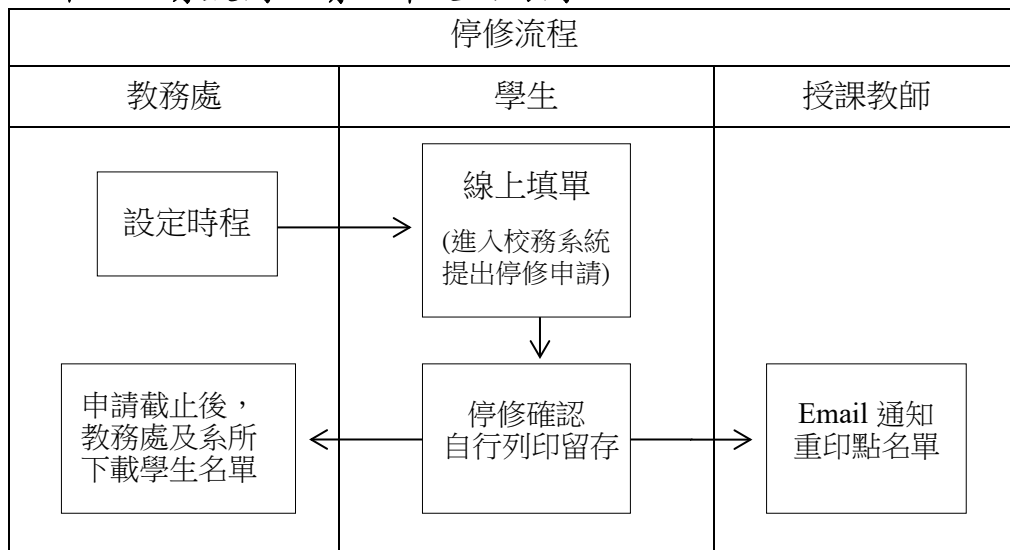 停修流程
教務處
學生
授課教師
設定時程
線上填單
(進入校務系統
提出停修申請)
申請截止後，
教務處及系所
下載學生名單
停修確認
自行列印留存
Email 通知
重印點名單